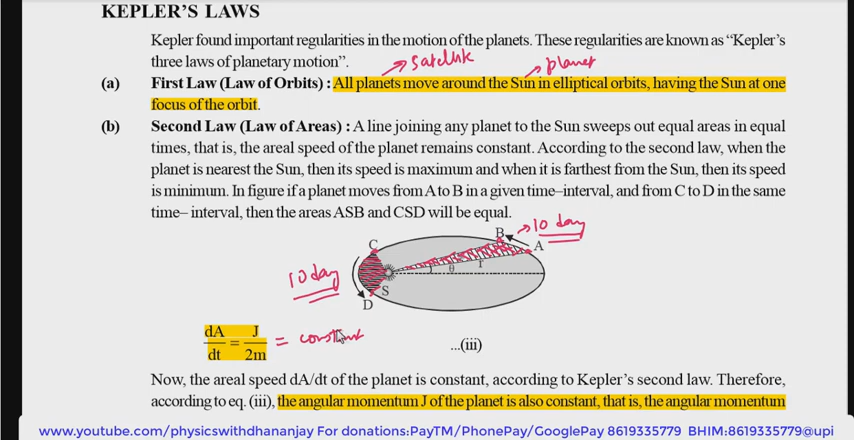 KEPLER'S LAWS
Kepler found important regularities in the motion of the planets. These regularities are known as "Kepler's
three laws of planetary motion".
satellite
planet
(a) First Law (Law of Orbits) : All planets move around the Sun in elliptical orbits, having the Sun at one
focus of the orbit.
(b) Second Law (Law of Areas) : A line joining any planet to the Sun sweeps out equal areas in equal
times, that is, the areal speed of the planet remains constant. According to the second law, when the
planet is nearest the Sun, then its speed is maximum and when it is farthest from the Sun, then its speed
is minimum. In figure if a planet moves from A to B in a given time–interval, and from C to D in the same
time– interval, then the areas ASB and CSD will be equal.
B 10 day
C A
10 day θ r
S
D
dA/dt = J/2m = constant
...(iii)
Now, the areal speed dA/dt of the planet is constant, according to Kepler's second law. Therefore,
according to eq. (iii), the angular momentum J of the planet is also constant, that is, the angular momentum
www.youtube.com/physicswithdhananjay For donations:PayTM/PhonePay/GooglePay 8619335779 BHIM:8619335779@upi